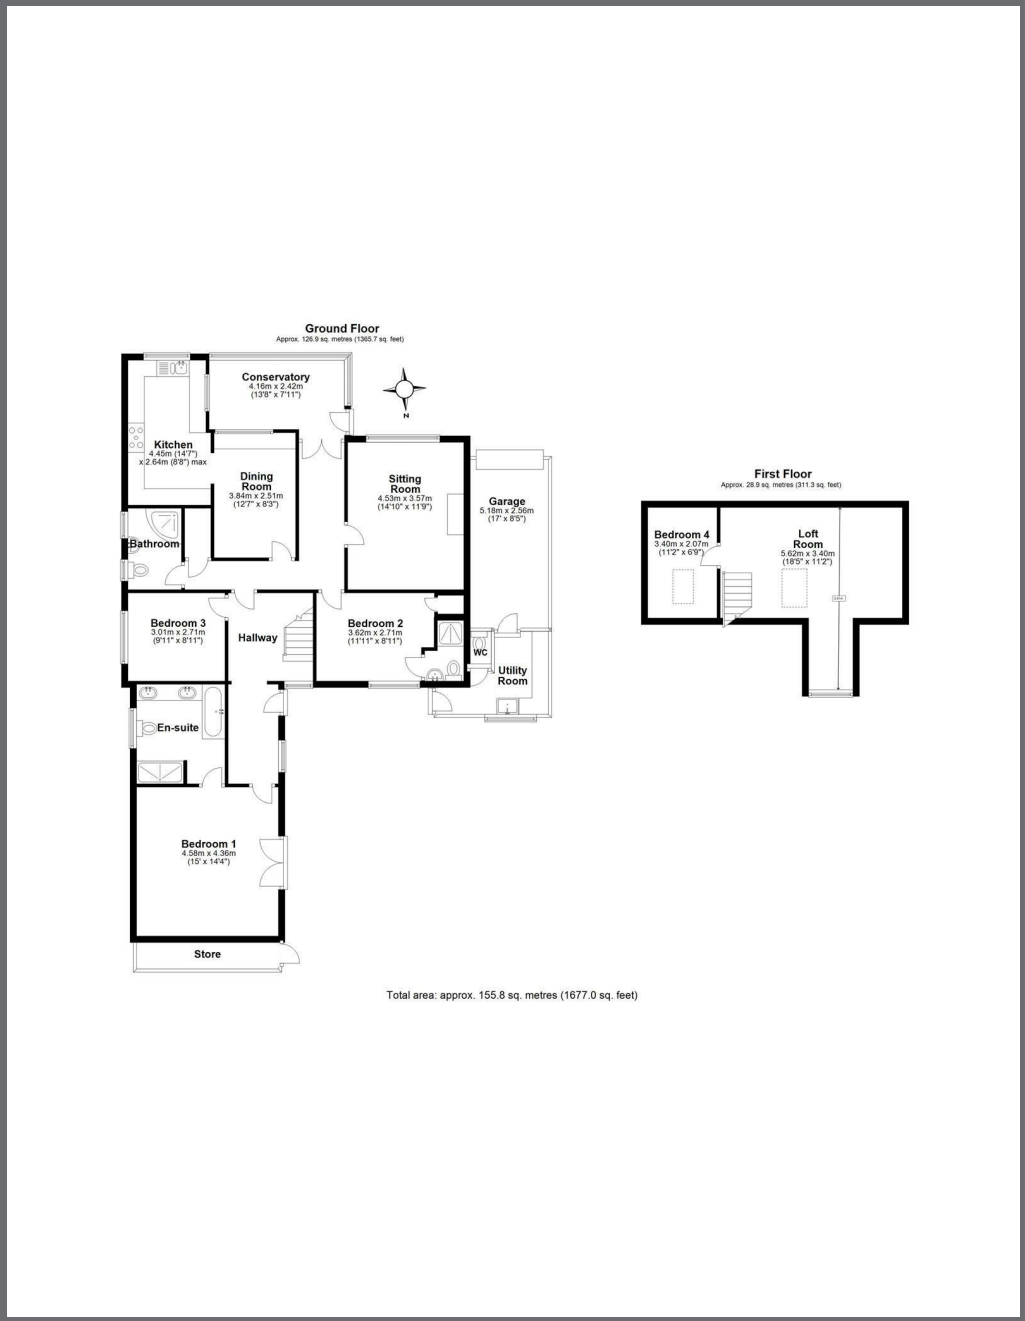 Ground Floor
Approx. 126.9 sq. metres (1365.7 sq. feet)
Conservatory
4.16m x 2.42m
(13'8" x 7'11")
N
Kitchen
4.45m (14'7")
x 2.64m (8'8") max
Dining
Room
3.84m x 2.51m
(12'7" x 8'3")
Sitting
Room
4.53m x 3.57m
(14'10" x 11'9")
Garage
5.18m x 2.56m
(17' x 8'5")
Bathroom
Bedroom 3
3.01m x 2.71m
(9'11" x 8'11")
Hallway
Bedroom 2
3.62m x 2.71m
(11'11" x 8'11")
WC
Utility
Room
En-suite
Bedroom 1
4.58m x 4.36m
(15' x 14'4")
Store
First Floor
Approx. 28.9 sq. metres (311.3 sq. feet)
Bedroom 4
3.40m x 2.07m
(11'2" x 6'9")
Loft
Room
5.62m x 3.40m
(18'5" x 11'2")
Total area: approx. 155.8 sq. metres (1677.0 sq. feet)